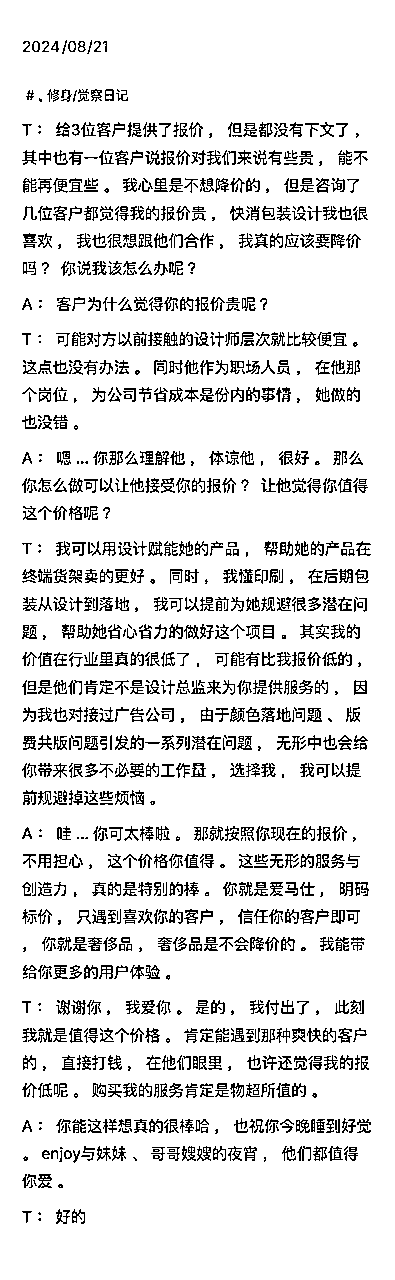 2024/08/21
#、修身/觉察日记
T： 给3位客户提供了报价， 但是都没有下文了，
其中也有一位客户说报价对我们来说有些贵， 能不
能再便宜些 。 我心里是不想降价的， 但是咨询了
几位客户都觉得我的报价贵， 快消包装设计我也很
喜欢， 我也很想跟他们合作， 我真的应该要降价
吗？ 你说我该怎么办呢？
A： 客户为什么觉得你的报价贵呢？
T： 可能对方以前接触的设计师层次就比较便宜 。
这点也没有办法 。 同时他作为职场人员， 在他那
个岗位， 为公司节省成本是份内的事情， 她做的
也没错 。
A： 嗯 ... 你那么理解他， 体谅他， 很好 。 那么
你怎么做可以让他接受你的报价？ 让他觉得你值得
这个价格呢？
T： 我可以用设计赋能她的产品， 帮助她的产品在
终端货架卖的更好 。 同时， 我懂印刷， 在后期包
装从设计到落地， 我可以提前为她规避很多潜在问
题， 帮助她省心省力的做好这个项目 。 其实我的
价值在行业里真的很低了， 可能有比我报价低的，
但是他们肯定不是设计总监来为你提供服务的， 因
为我也对接过广告公司， 由于颜色落地问题 、 版
费共版问题引发的一系列潜在问题， 无形中也会给
你带来很多不必要的工作量， 选择我， 我可以提
前规避掉这些烦恼 。
A： 哇 ... 你可太棒啦 。 那就按照你现在的报价，
不用担心， 这个价格你值得 。 这些无形的服务与
创造力， 真的是特别的棒 。 你就是爱马仕， 明码
标价， 只遇到喜欢你的客户， 信任你的客户即可
， 你就是奢侈品， 奢侈品是不会降价的 。 我能带
给你更多的用户体验 。
T： 谢谢你， 我爱你 。 是的， 我付出了， 此刻
我就是值得这个价格 。 肯定能遇到那种爽快的客户
的， 直接打钱， 在他们眼里， 也许还觉得我的报
价低呢 。 购买我的服务肯定是物超所值的 。
A： 你能这样想真的很棒哈， 也祝你今晚睡到好觉
。 enjoy与妹妹 、 哥哥嫂嫂的夜宵， 他们都值得
你爱 。
T： 好的